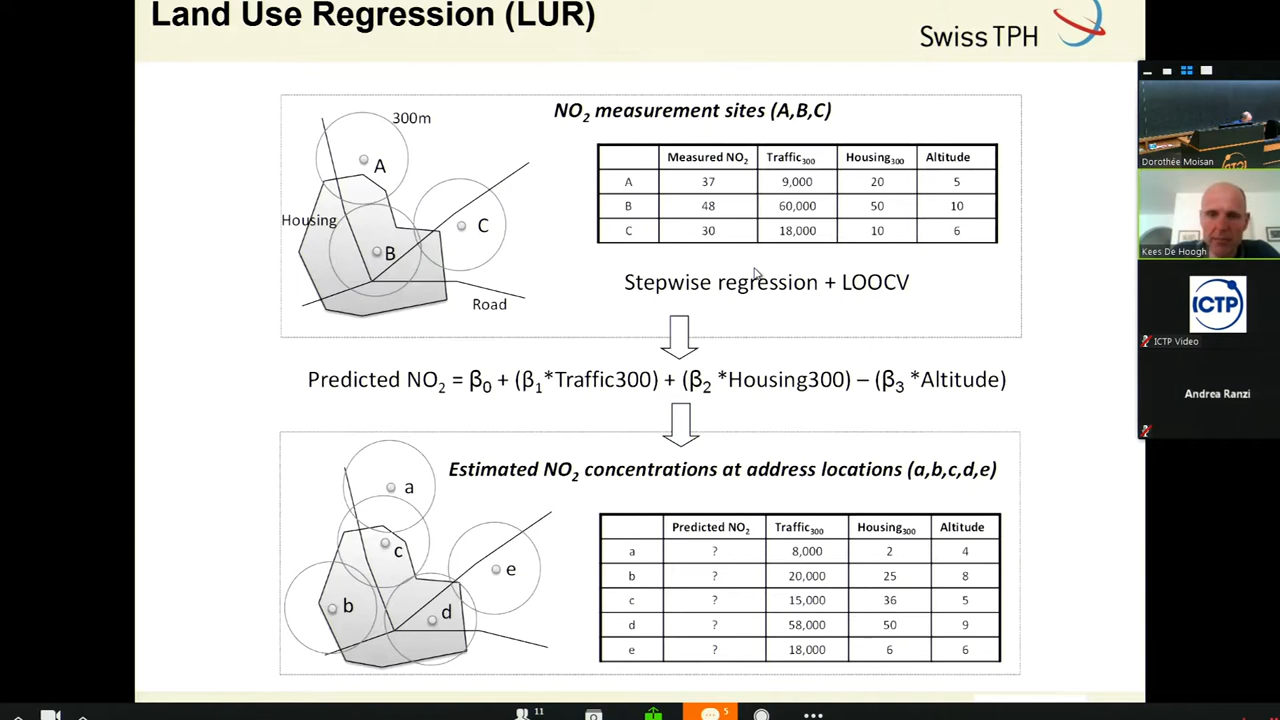 Land Use Regression (LUR)
Swiss TPH
NO2 measurement sites (A,B,C)
300m
A
Housing
C
B
Road
Measured NO2 Traffic300 Housing300 Altitude
A 37 9,000 20 5
B 48 60,000 50 10
C 30 18,000 10 6
Stepwise regression + LOOCV
Predicted NO2 = β0 + (β1*Traffic300) + (β2 *Housing300) – (β3 *Altitude)
Estimated NO2 concentrations at address locations (a,b,c,d,e)
a
c
e
b
d
Predicted NO2 Traffic300 Housing300 Altitude
a ? 8,000 2 4
b ? 20,000 25 8
c ? 15,000 36 5
d ? 58,000 50 9
e ? 18,000 6 6
Dorothée Moisan
Kees De Hoogh
ICTP
ICTP Video
Andrea Ranzi
11
5